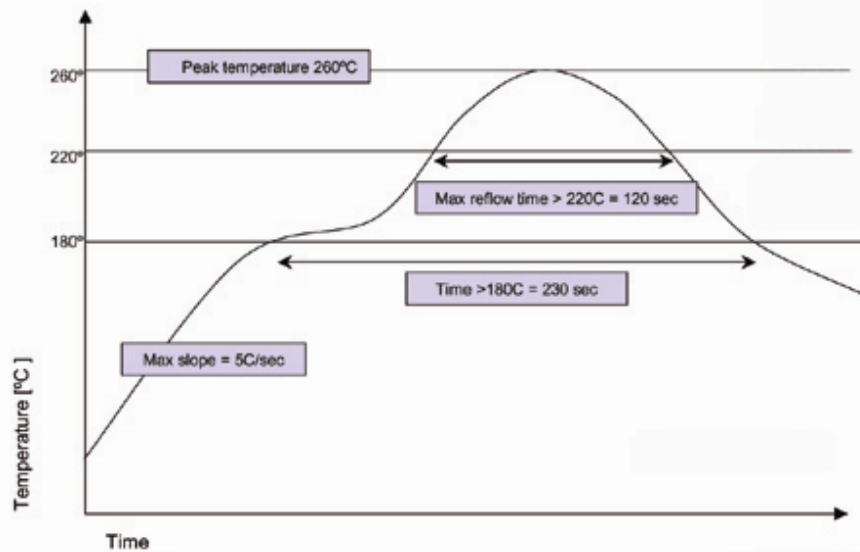 Peak temperature 260ºC
260º
220º
Max reflow time > 220C = 120 sec
180º
Time >180C = 230 sec
Max slope = 5C/sec
Temperature [ºC ]
Time